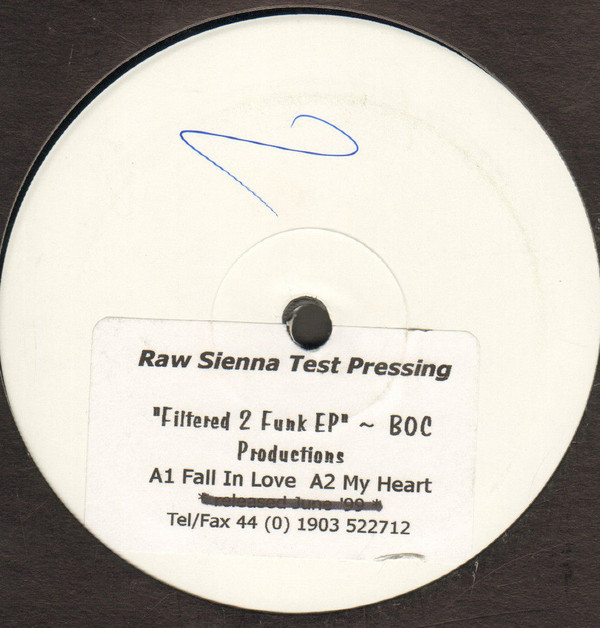 Raw Sienna Test Pressing
"Filtered 2 Funk EP" ~ BOC
Productions
A1 Fall In Love A2 My Heart
* released June '99 *
Tel/Fax 44 (0) 1903 522712